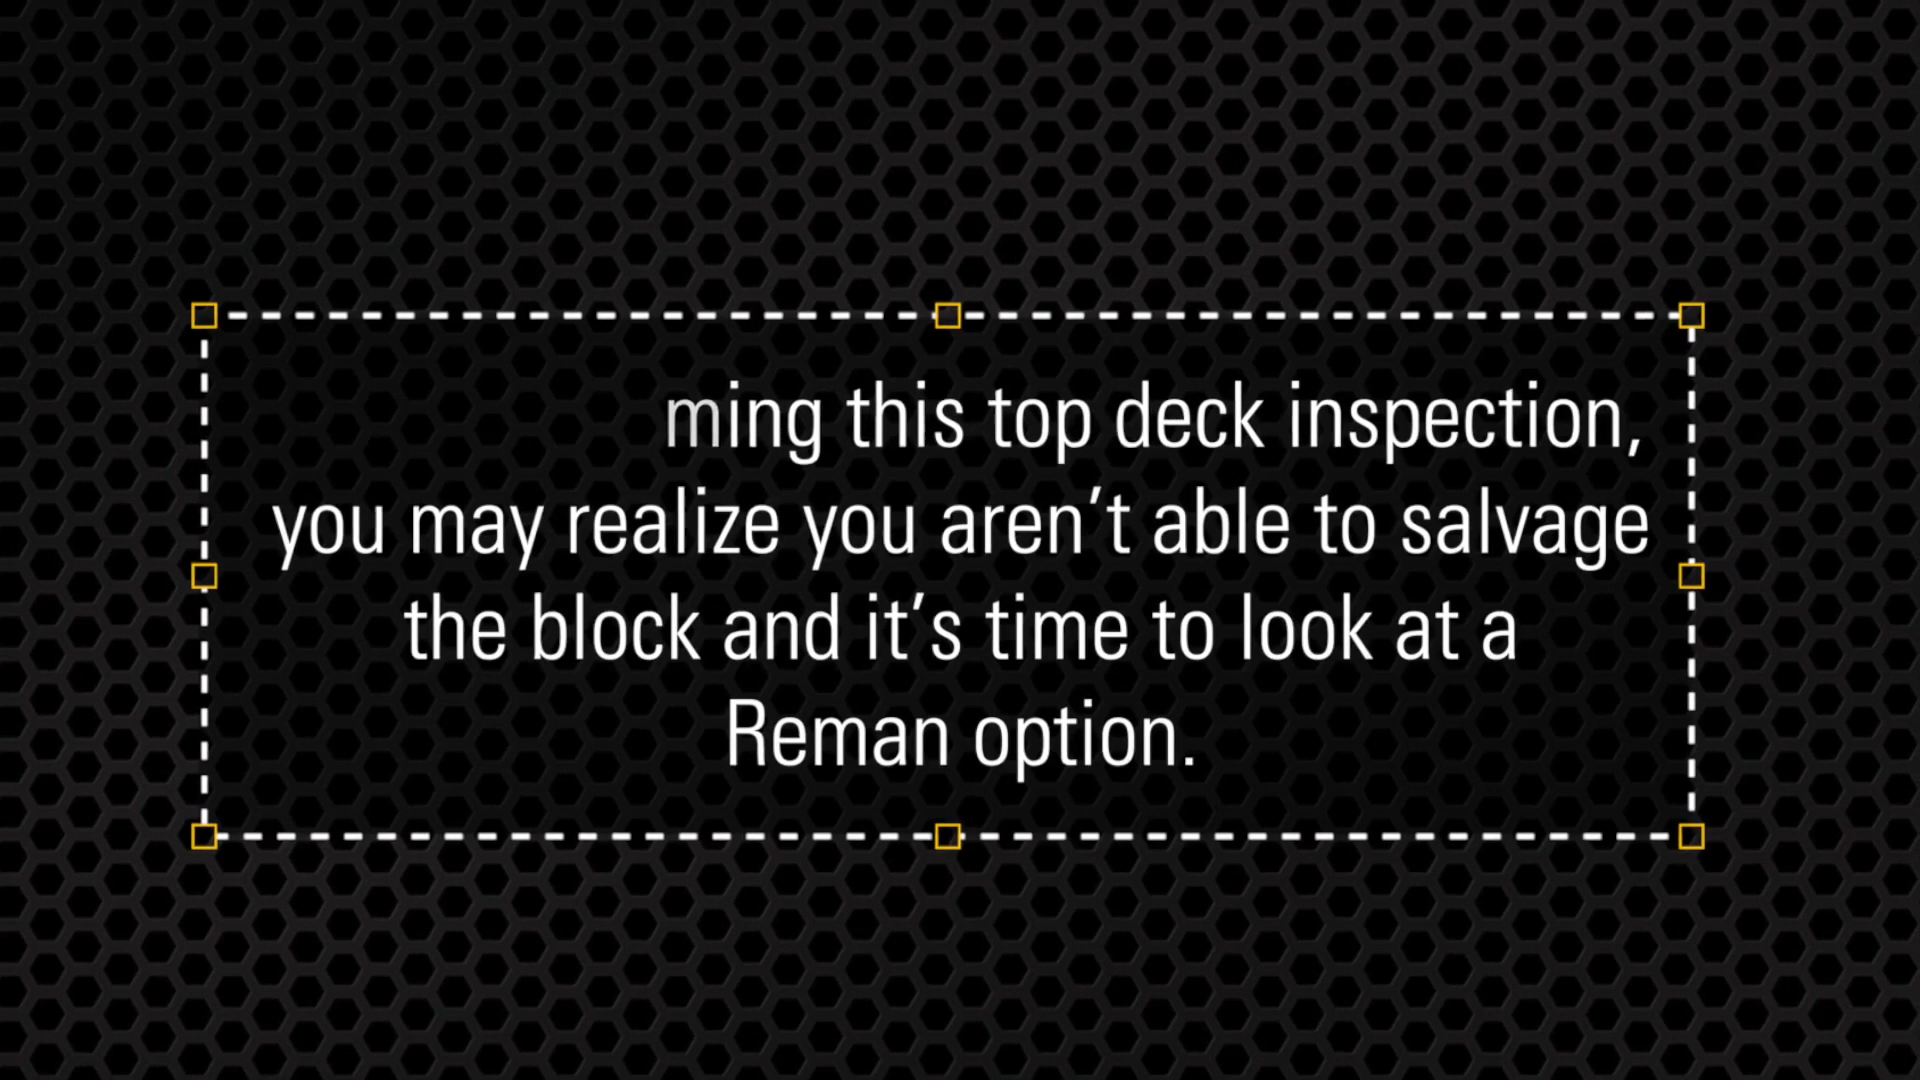 ming this top deck inspection,
you may realize you aren’t able to salvage
the block and it’s time to look at a
Reman option.